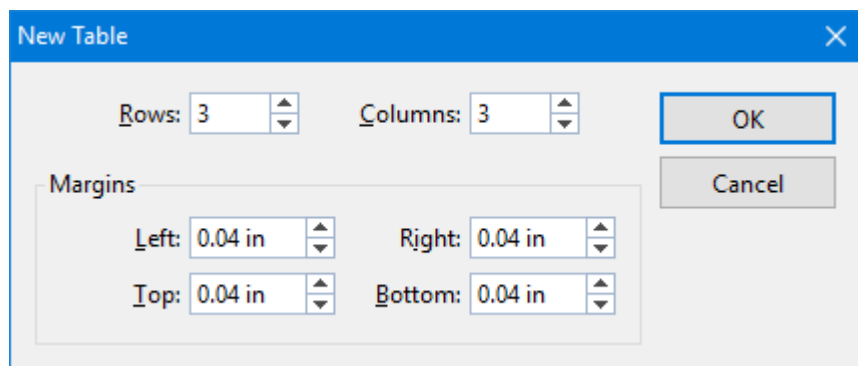 New Table
Rows: 3 Columns: 3 OK
Margins Cancel
Left: 0.04 in Right: 0.04 in
Top: 0.04 in Bottom: 0.04 in